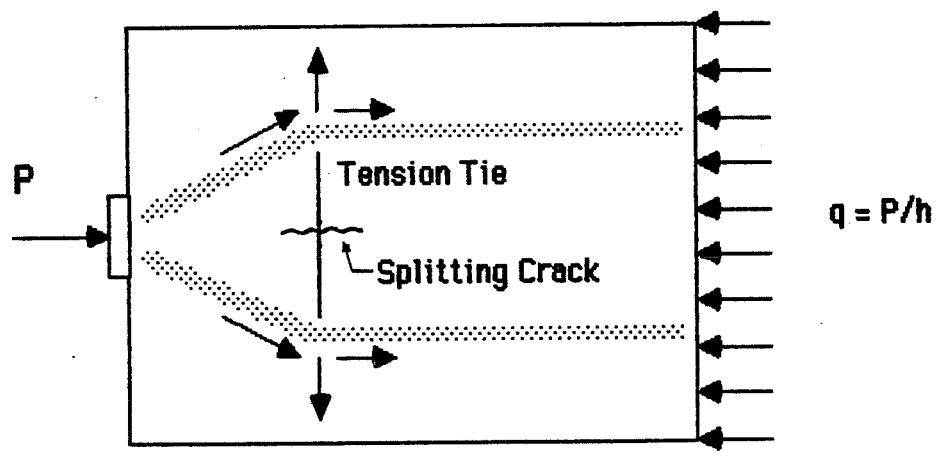 P
Tension Tie
Splitting Crack
q = P/h